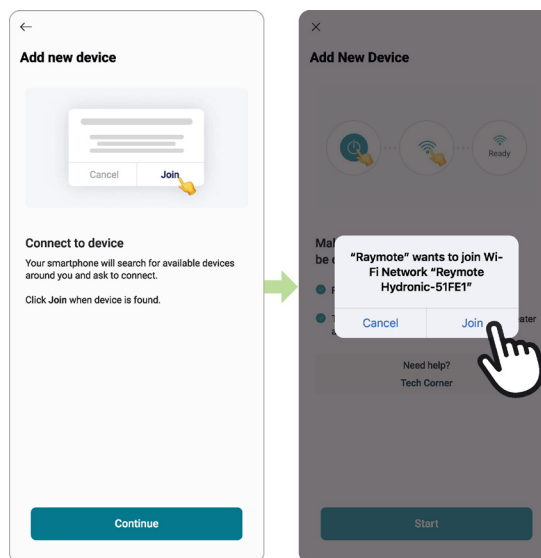 Add new device
Cancel
Join
Connect to device
Your smartphone will search for available devices
around you and ask to connect.
Click Join when device is found.
Continue
Add New Device
Ready
“Raymote” wants to join Wi-
Fi Network “Reymote
Hydronic-51FE1”
Cancel
Join
Need help?
Tech Corner
Start